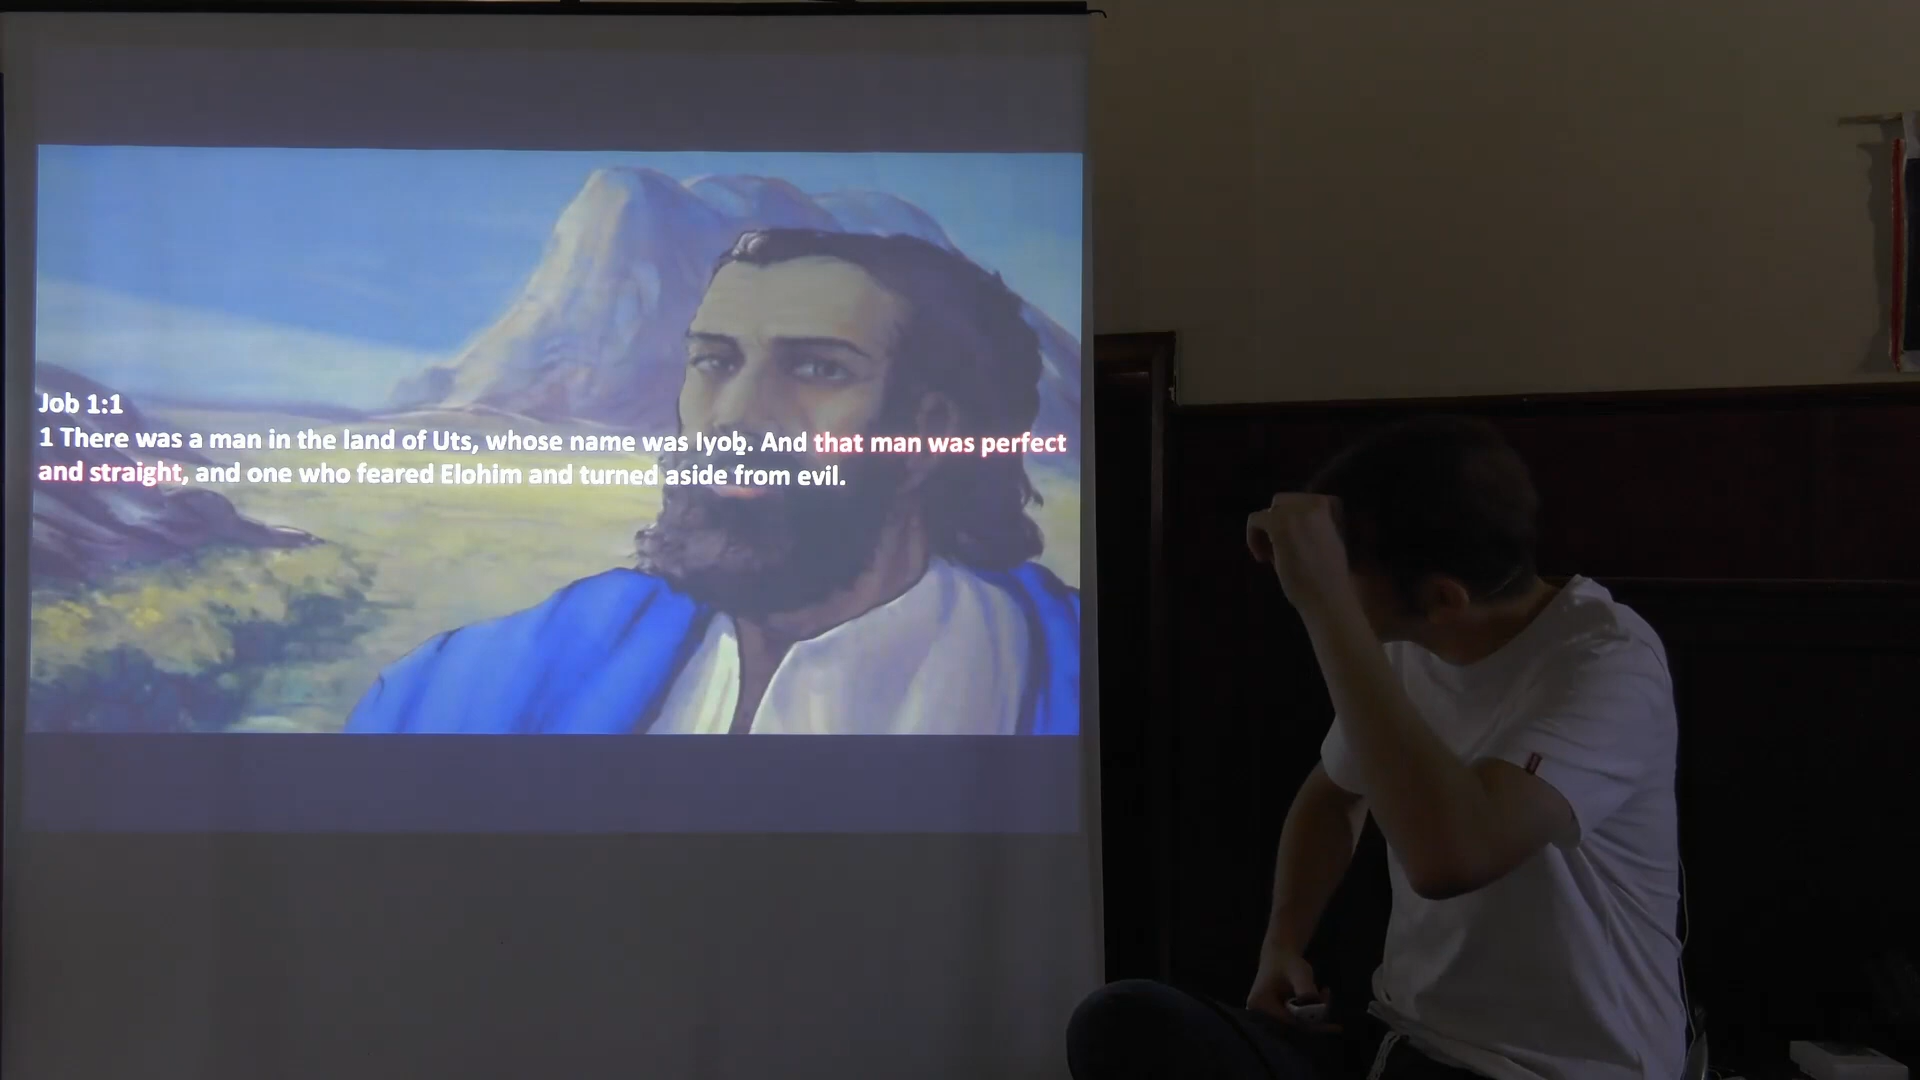 Job 1:1
1 There was a man in the land of Uts, whose name was Iyoḇ. And that man was perfect
and straight, and one who feared Elohim and turned aside from evil.